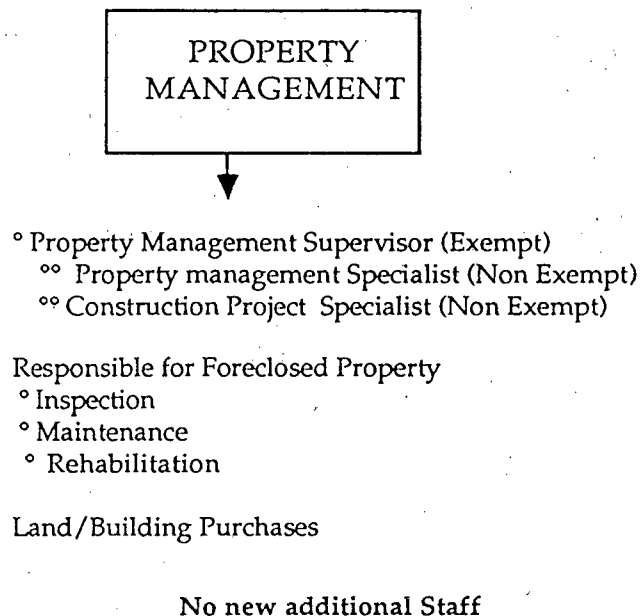 PROPERTY
MANAGEMENT
° Property Management Supervisor (Exempt)
°° Property management Specialist (Non Exempt)
°° Construction Project Specialist (Non Exempt)
Responsible for Foreclosed Property
° Inspection
° Maintenance
° Rehabilitation
Land/Building Purchases
No new additional Staff